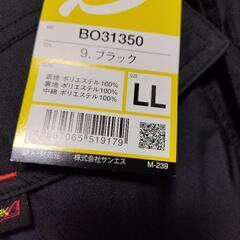 BO31350
9. ブラック
表地 ポリエステル100%
裏地 ポリエステル100%
中綿 ポリエステル100%
SIZE
LL
株式会社サンエス
M-239